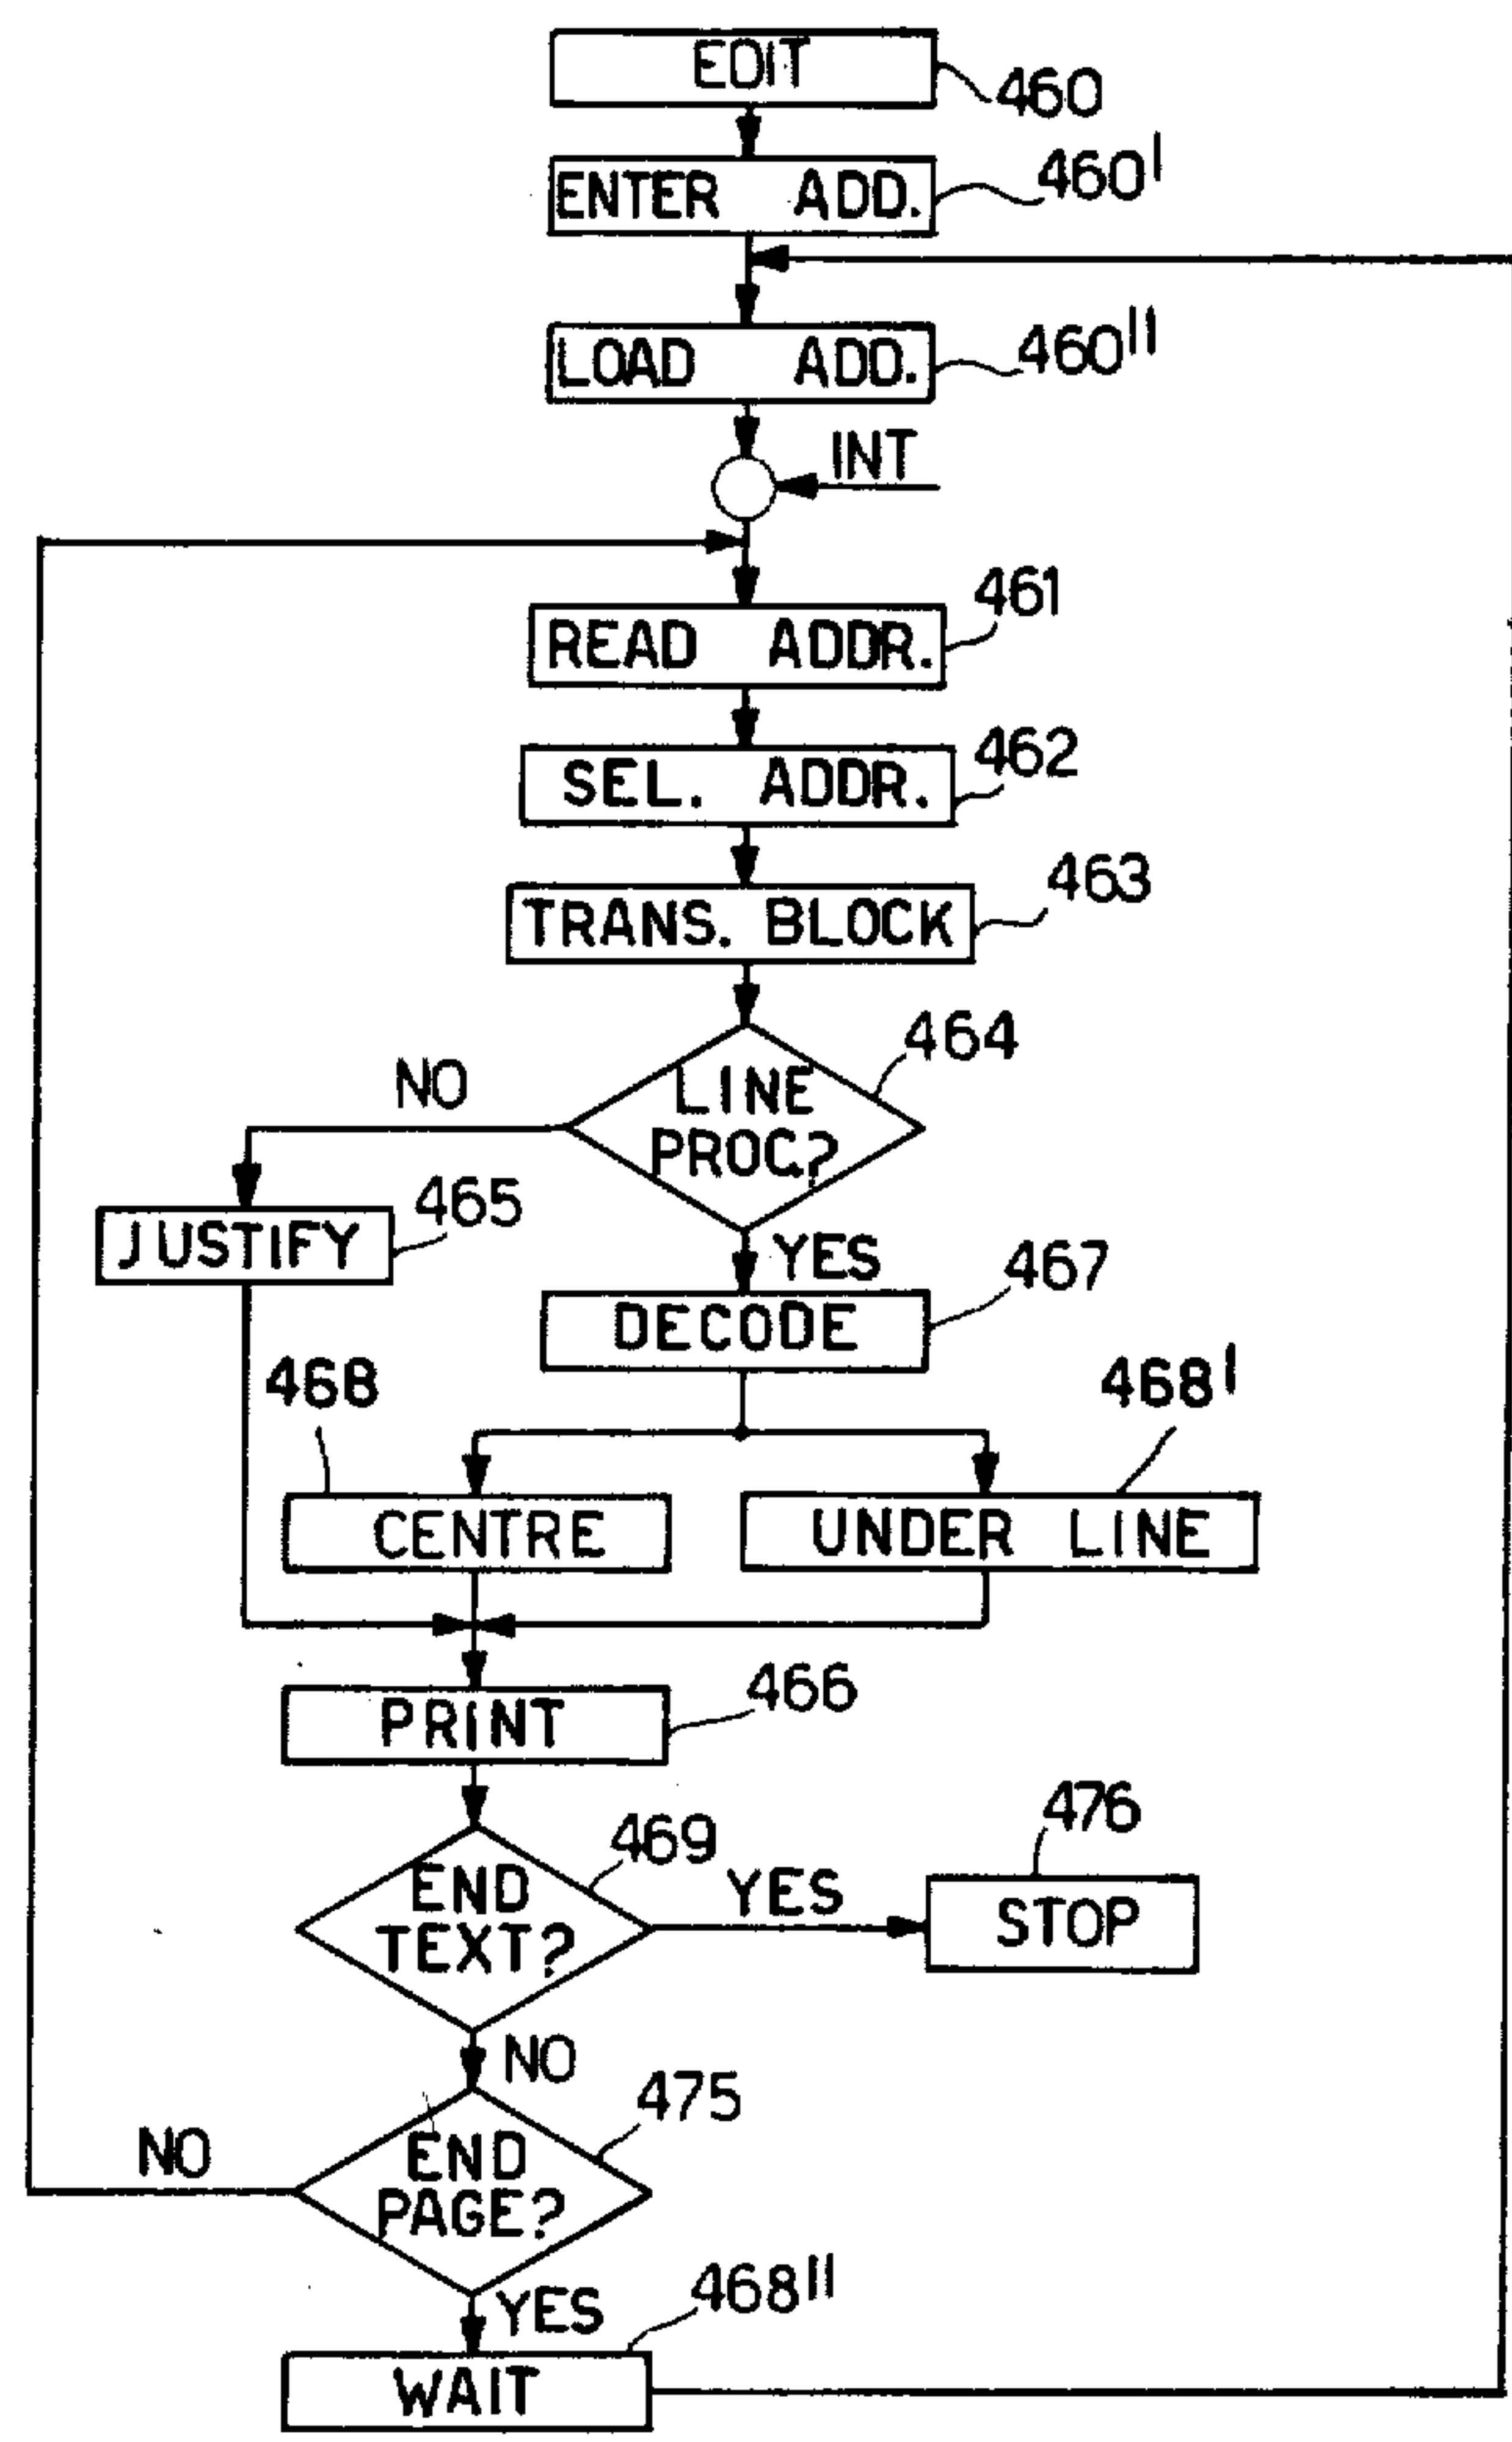 EDIT
460
ENTER ADD.
460'
LOAD ADD.
460''
INT
READ ADDR.
461
SEL. ADDR.
462
TRANS. BLOCK
463
464
LINE
PROC.?
NO
YES
JUSTIFY
465
DECODE
467
468
468'
CENTRE
UNDER LINE
PRINT
466
469
END
TEXT?
YES
476
STOP
NO
475
END
PAGE?
NO
YES
468''
WAIT